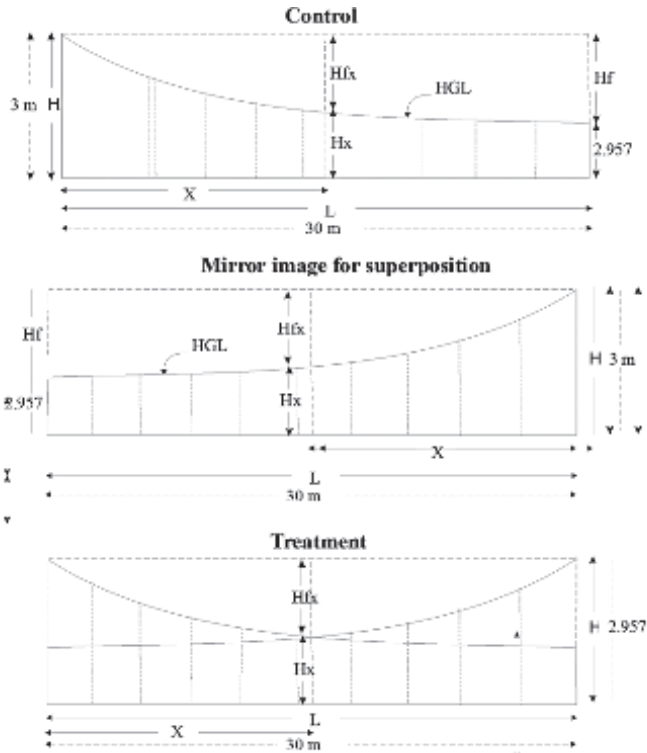 Control
Hfx
Hf
3 m H
HGL
Hx
2.957
X
L
30 m
Mirror image for superposition
Hf
Hfx
HGL
H 3 m
2.957
Hx
X
L
30 m
Treatment
Hfx
H 2.957
Hx
L
X
30 m